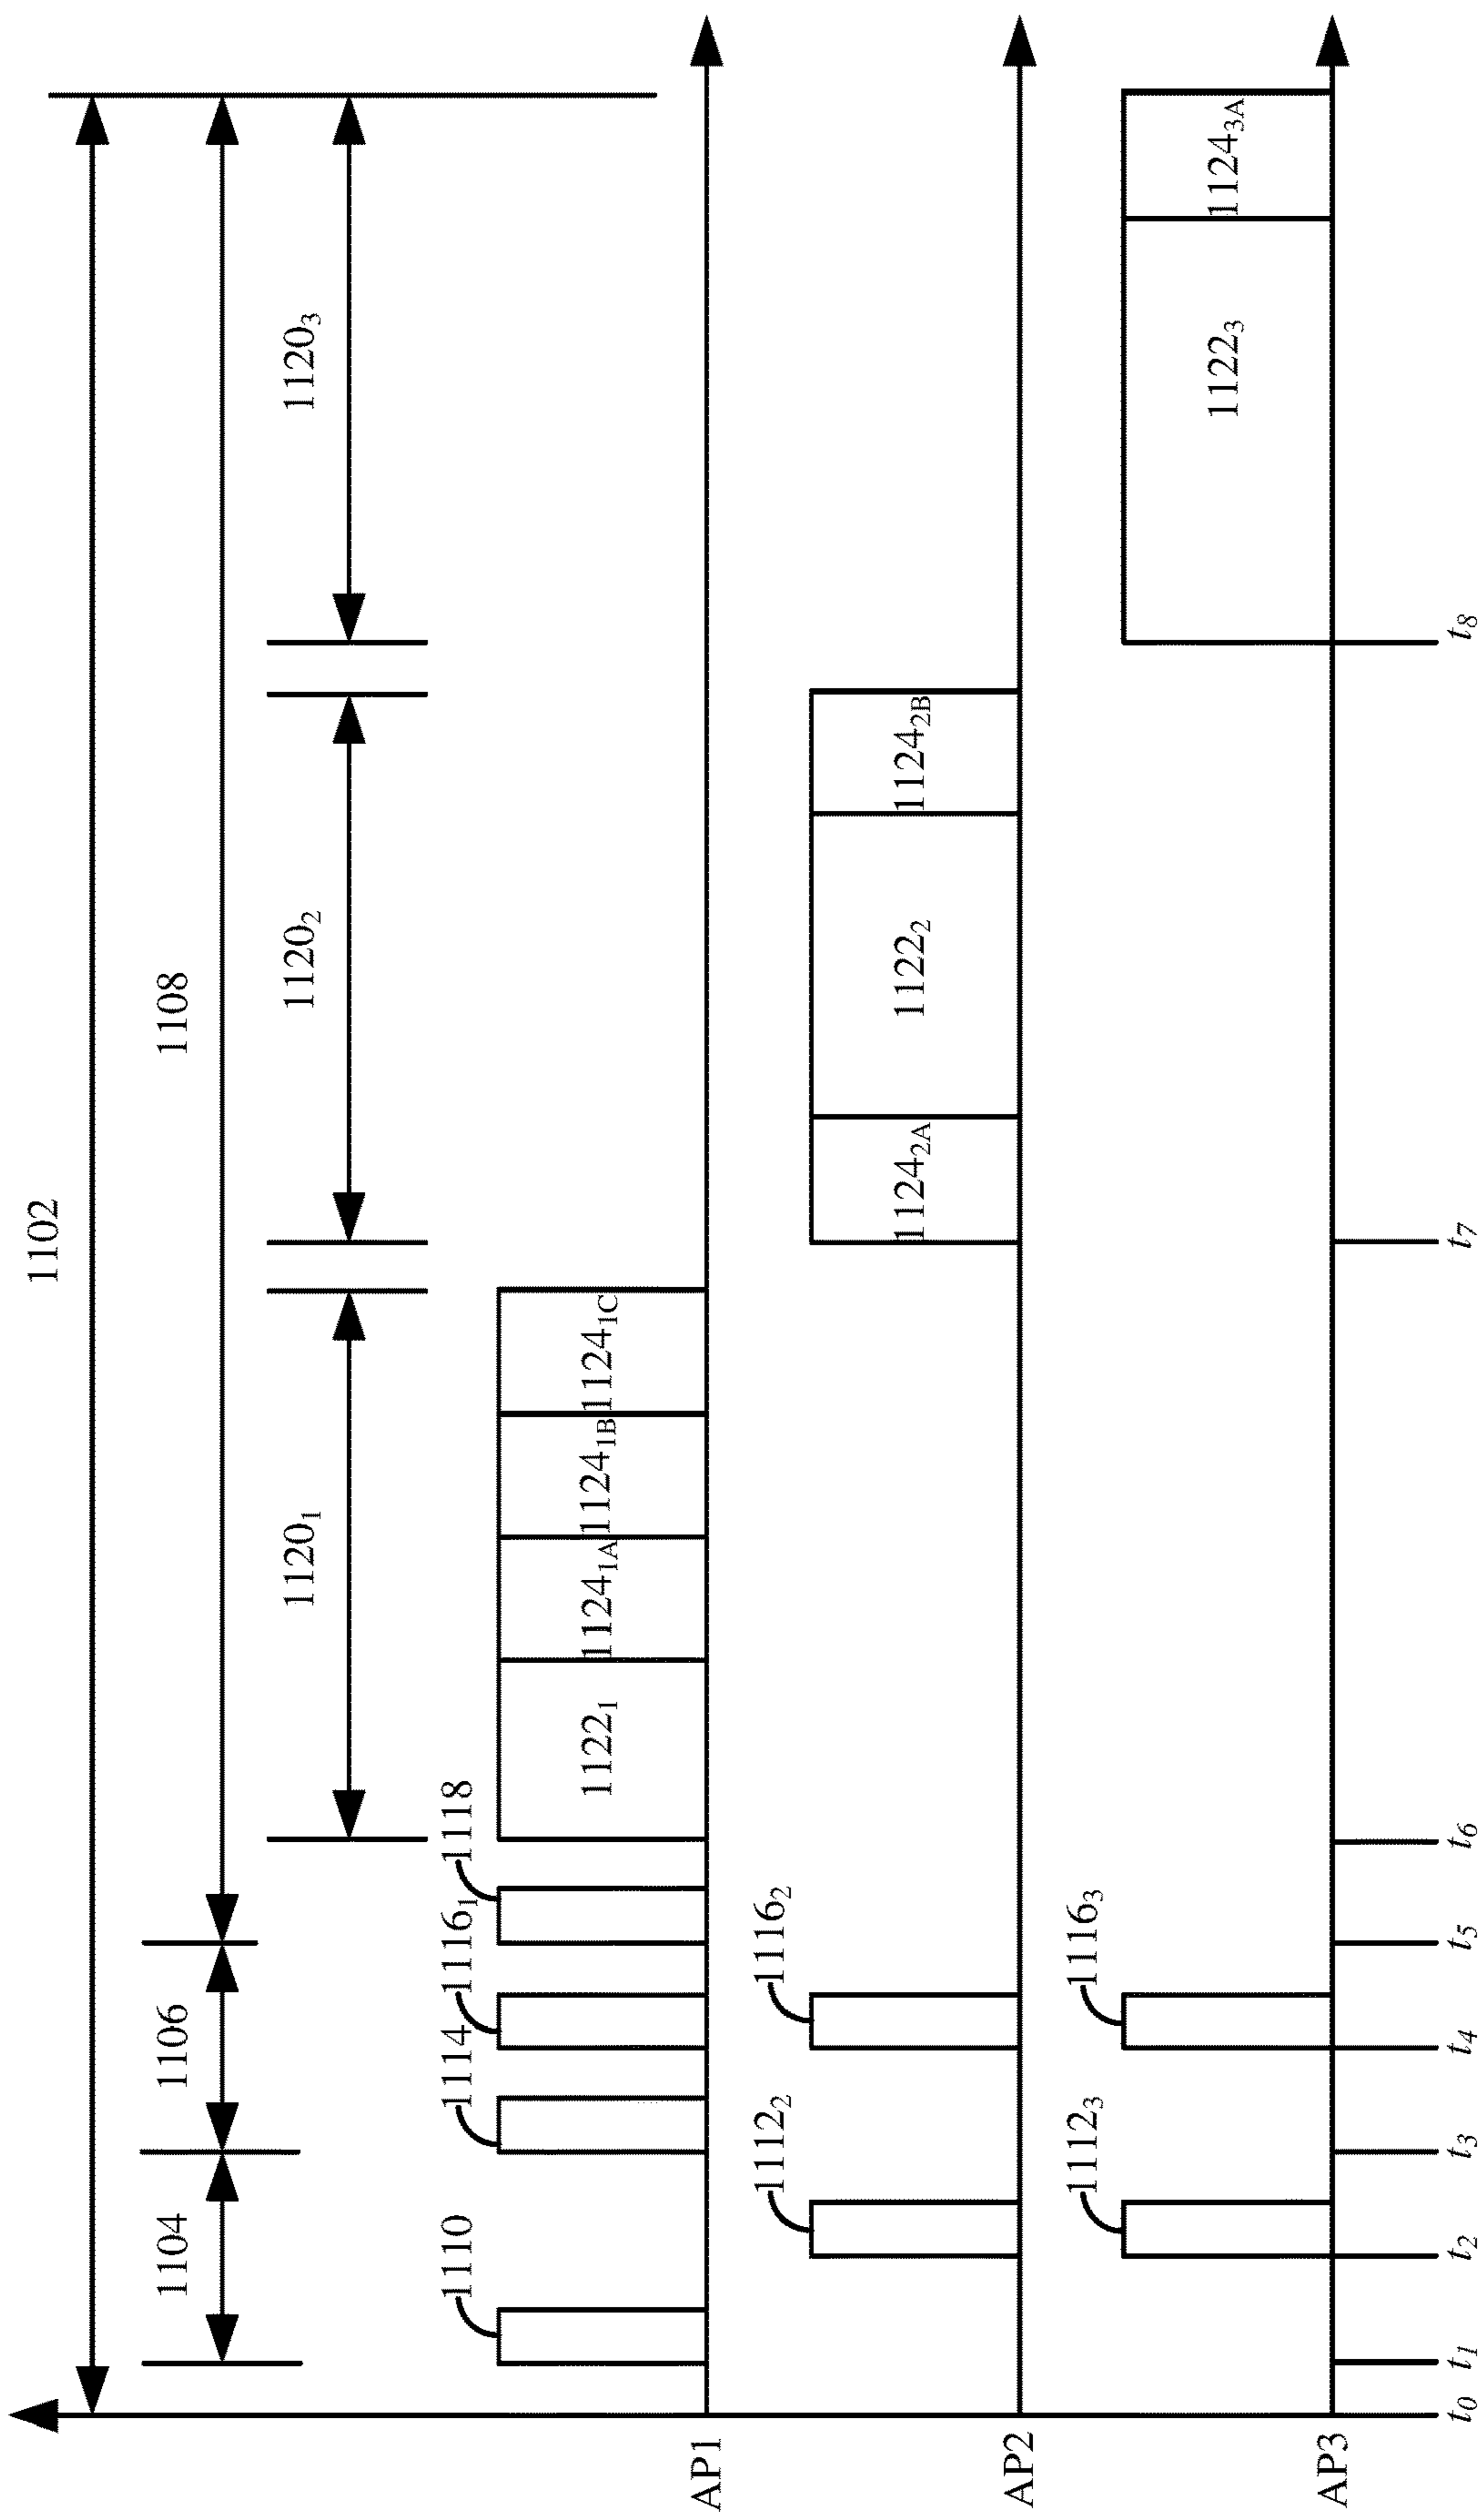 1102
1104
1106
1108
1120₁
1120₂
1120₃
1110
1114
1116₁
1118
1122₁
1124₁A
1124₁B
1124₁C
AP1
1112₂
1116₂
1124₂A
1122₂
1124₂B
AP2
1112₃
1116₃
1122₃
1124₃A
AP3
t₀ t₁ t₂ t₃ t₄ t₅ t₆ t₇ t₈